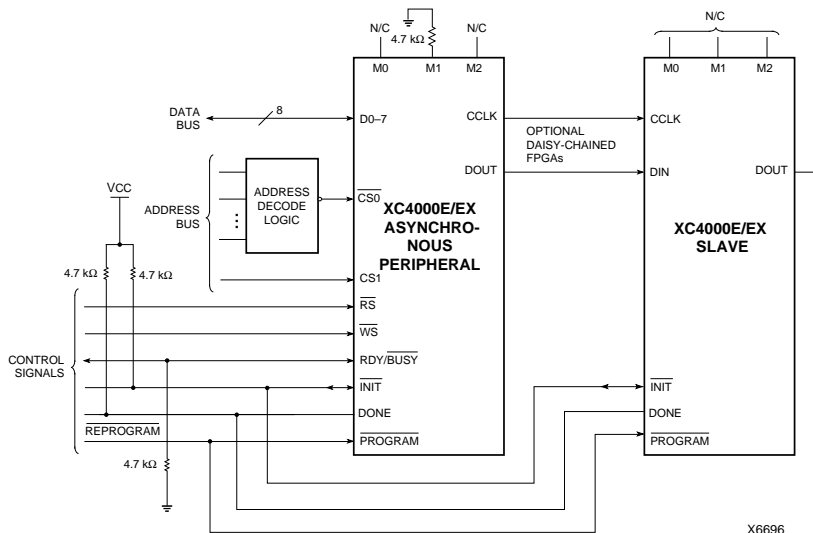 N/C
4.7 kΩ
N/C
N/C
M0
M1
M2
M0
M1
M2
DATA BUS
8
D0–7
CCLK
OPTIONAL DAISY-CHAINED FPGAs
CCLK
DOUT
DIN
DOUT
VCC
ADDRESS BUS
ADDRESS DECODE LOGIC
CS0
XC4000E/EX ASYNCHRO-NOUS PERIPHERAL
XC4000E/EX SLAVE
4.7 kΩ
4.7 kΩ
CS1
RS
WS
CONTROL SIGNALS
RDY/BUSY
INIT
INIT
DONE
DONE
REPROGRAM
PROGRAM
PROGRAM
4.7 kΩ
X6696